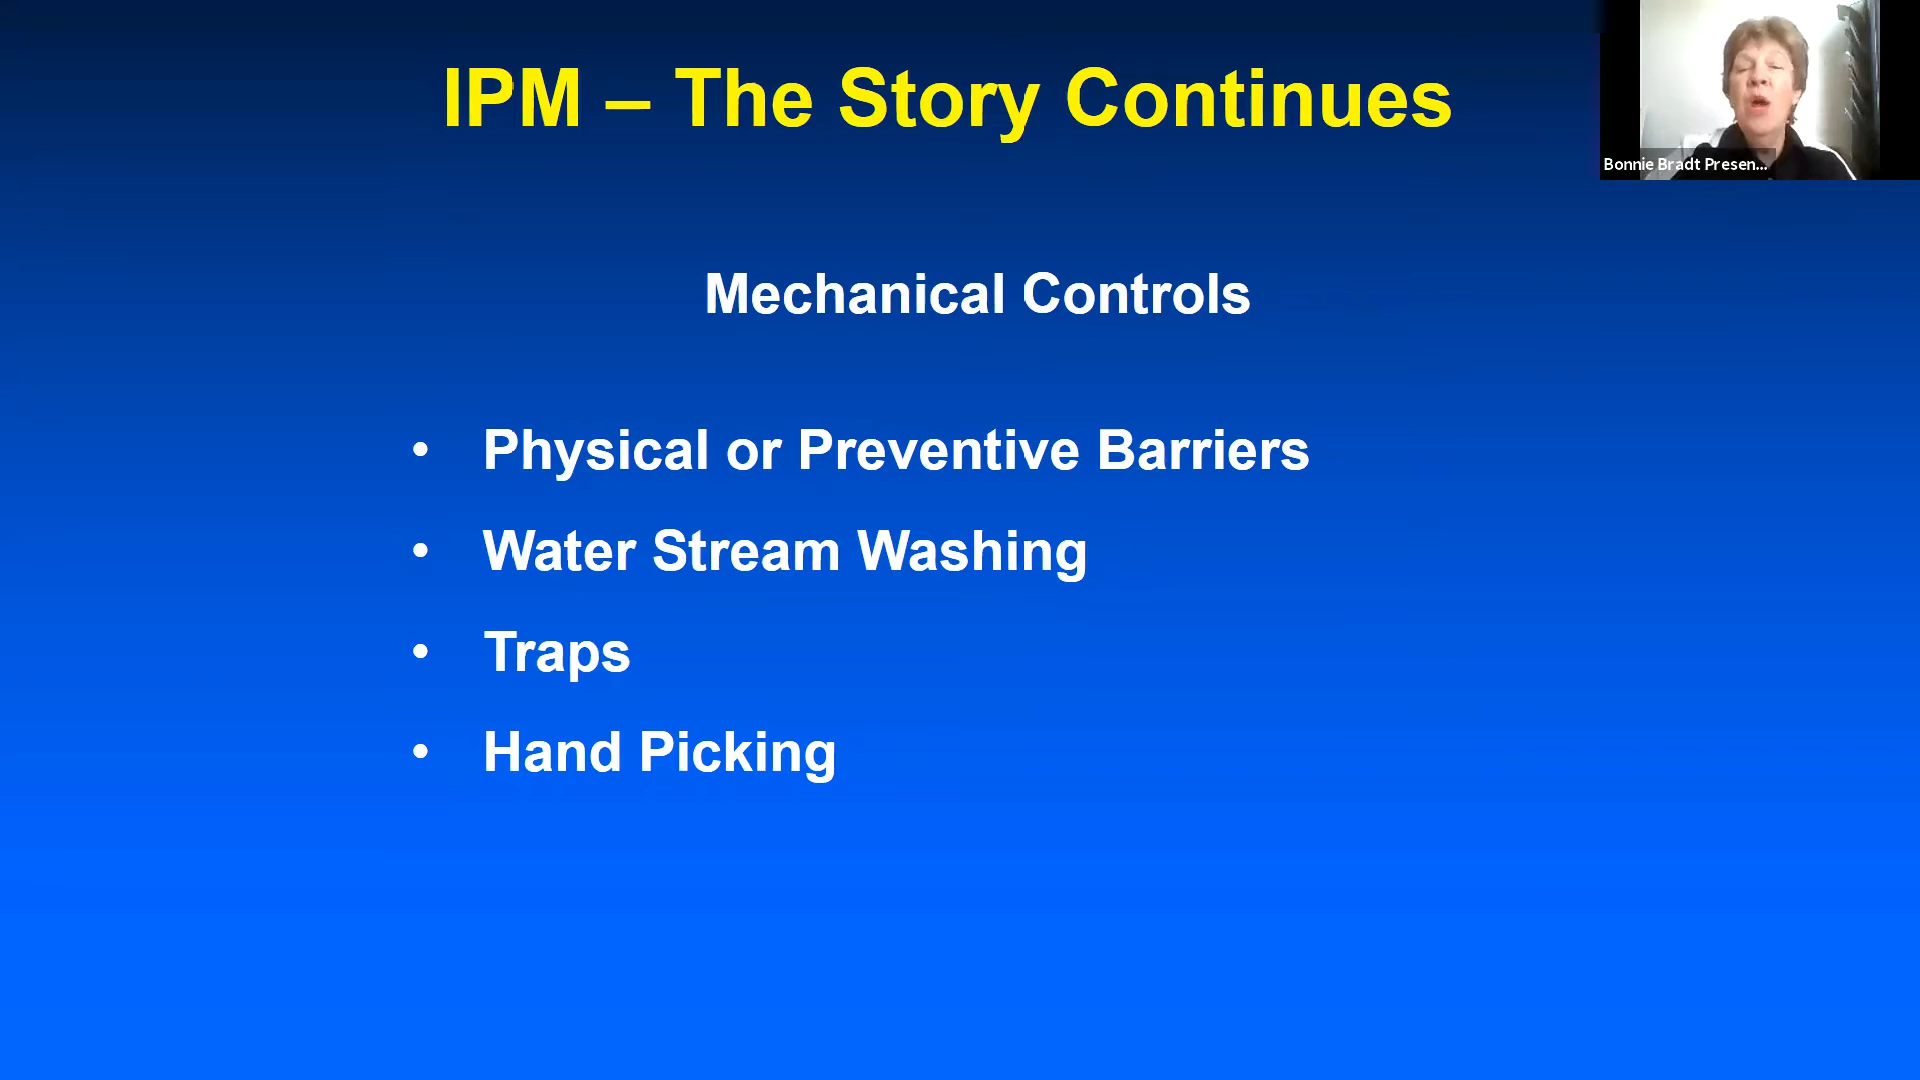 IPM – The Story Continues
Bonnie Bradt Presen...
Mechanical Controls
• Physical or Preventive Barriers
• Water Stream Washing
• Traps
• Hand Picking